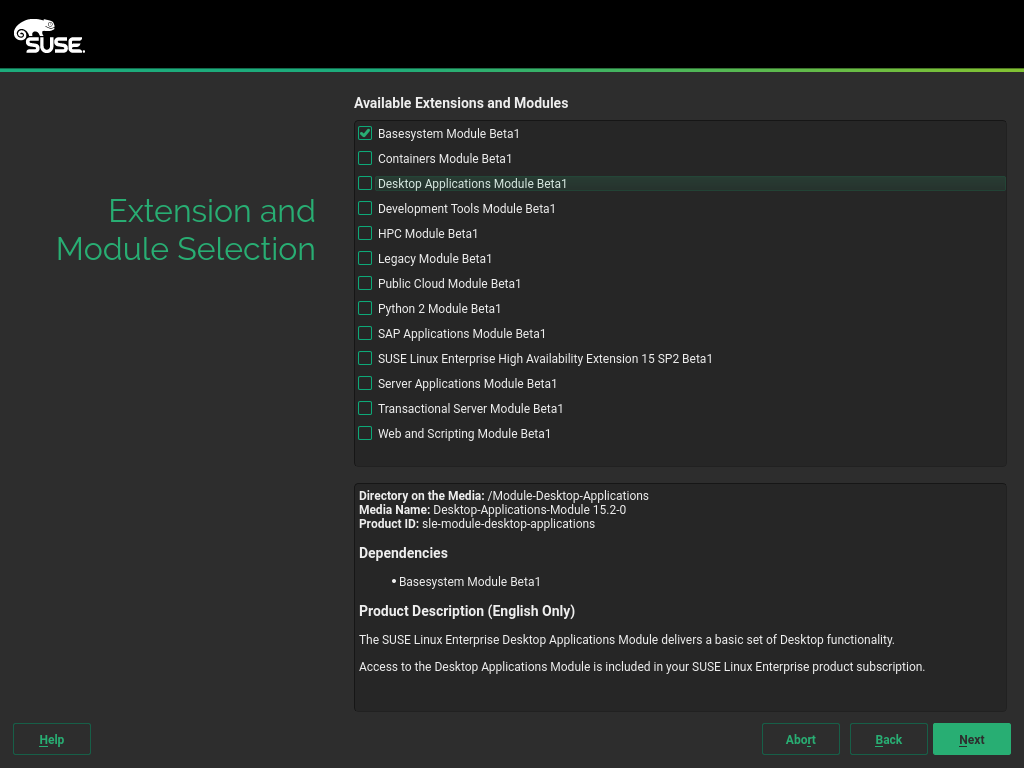 SUSE
Available Extensions and Modules
Extension and
Module Selection
Basesystem Module Beta1
Containers Module Beta1
Desktop Applications Module Beta1
Development Tools Module Beta1
HPC Module Beta1
Legacy Module Beta1
Public Cloud Module Beta1
Python 2 Module Beta1
SAP Applications Module Beta1
SUSE Linux Enterprise High Availability Extension 15 SP2 Beta1
Server Applications Module Beta1
Transactional Server Module Beta1
Web and Scripting Module Beta1
Directory on the Media: /Module-Desktop-Applications
Media Name: Desktop-Applications-Module 15.2-0
Product ID: sle-module-desktop-applications
Dependencies
• Basesystem Module Beta1
Product Description (English Only)
The SUSE Linux Enterprise Desktop Applications Module delivers a basic set of Desktop functionality.
Access to the Desktop Applications Module is included in your SUSE Linux Enterprise product subscription.
Help
Abort
Back
Next